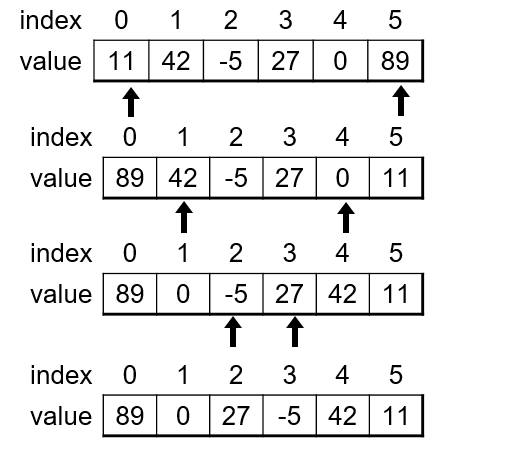 index 0 1 2 3 4 5
value 11 42 -5 27 0 89
index 0 1 2 3 4 5
value 89 42 -5 27 0 11
index 0 1 2 3 4 5
value 89 0 -5 27 42 11
index 0 1 2 3 4 5
value 89 0 27 -5 42 11